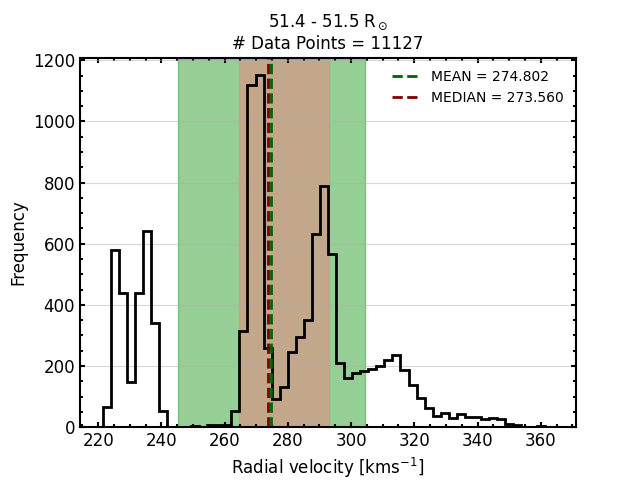 51.4 - 51.5 R⊙
# Data Points = 11127
MEAN = 274.802
MEDIAN = 273.560
Frequency
1200
1000
800
600
400
200
0
220 240 260 280 300 320 340 360
Radial velocity [kms⁻¹]